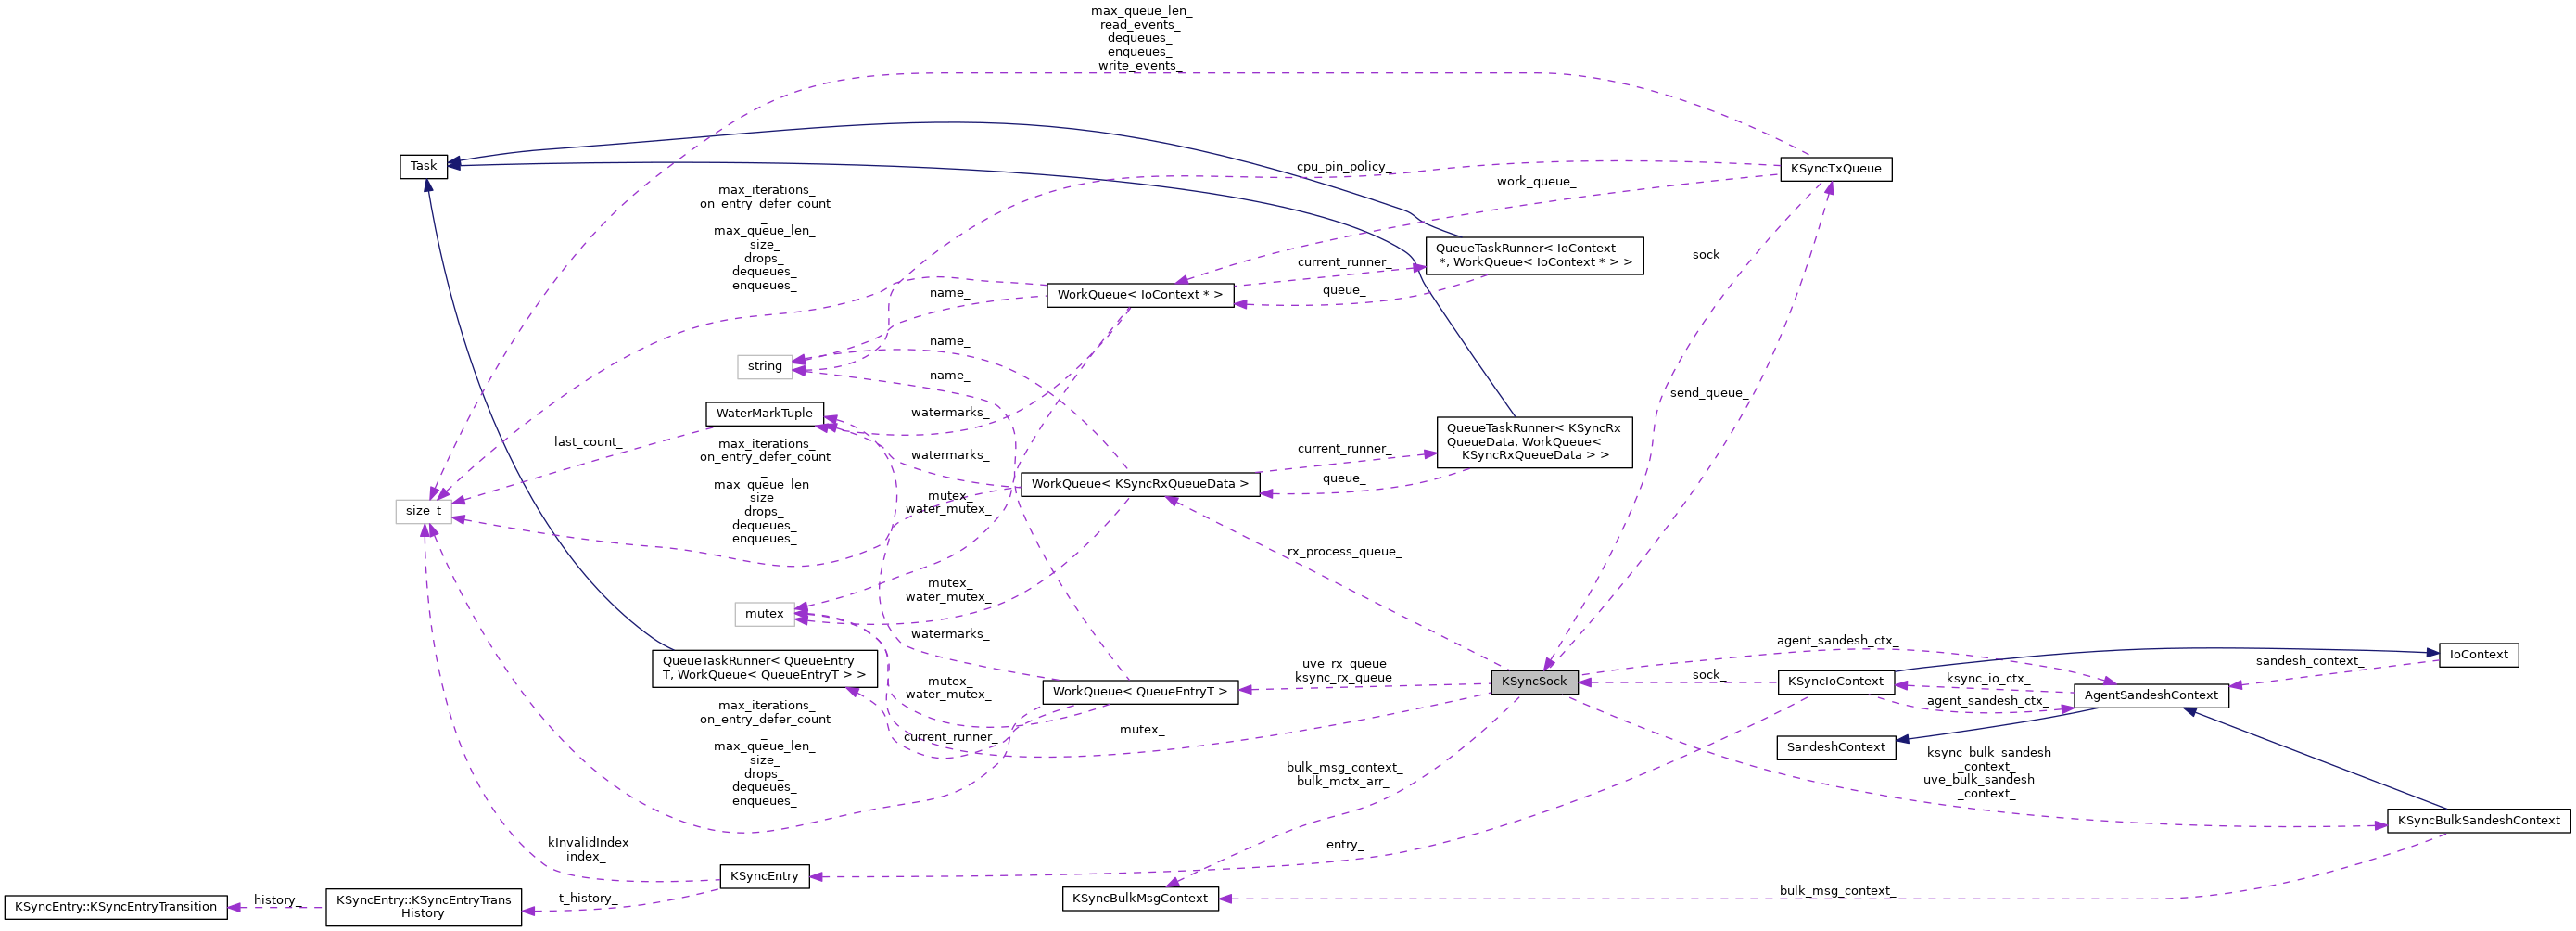 max_queue_len_
read_events_
dequeues_
enqueues_
write_events_
Task
cpu_pin_policy_
KSyncTxQueue
work_queue_
max_iterations_
on_entry_defer_count
_
max_queue_len_
size_
drops_
dequeues_
enqueues_
QueueTaskRunner< IoContext
*, WorkQueue< IoContext * > >
sock_
current_runner_
name_
WorkQueue< IoContext * >
queue_
name_
string
name_
send_queue_
WaterMarkTuple
watermarks_
QueueTaskRunner< KSyncRx
QueueData, WorkQueue<
KSyncRxQueueData > >
last_count_
max_iterations_
on_entry_defer_count
_
max_queue_len_
size_
drops_
dequeues_
enqueues_
watermarks_
current_runner_
WorkQueue< KSyncRxQueueData >
queue_
mutex_
water_mutex_
size_t
rx_process_queue_
mutex_
water_mutex_
mutex
watermarks_
agent_sandesh_ctx_
IoContext
QueueTaskRunner< QueueEntry
T, WorkQueue< QueueEntryT > >
uve_rx_queue
ksync_rx_queue
sandesh_context_
KSyncSock
sock_
KSyncIoContext
ksync_io_ctx_
mutex_
water_mutex_
WorkQueue< QueueEntryT >
AgentSandeshContext
agent_sandesh_ctx_
max_iterations_
on_entry_defer_count
_
max_queue_len_
size_
drops_
dequeues_
enqueues_
current_runner_
mutex_
SandeshContext
bulk_msg_context_
bulk_mctx_arr_
ksync_bulk_sandesh
_context_
uve_bulk_sandesh
_context_
KSyncBulkSandeshContext
kInvalidIndex
index_
entry_
KSyncEntry
KSyncEntry::KSyncEntryTransition
history_
KSyncEntry::KSyncEntryTrans
History
t_history_
KSyncBulkMsgContext
bulk_msg_context_